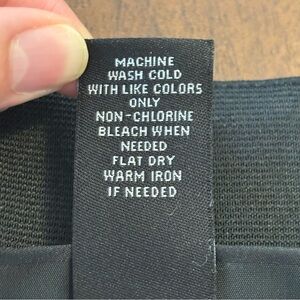 MACHINE
WASH COLD
WITH LIKE COLORS
ONLY
NON-CHLORINE
BLEACH WHEN
NEEDED
FLAT DRY
WARM IRON
IF NEEDED